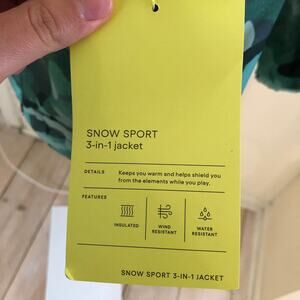 SNOW SPORT
3-in-1 jacket
DETAILS Keeps you warm and helps shield you
from the elements while you play.
FEATURES
INSULATED
WIND
RESISTANT
WATER
RESISTANT
SNOW SPORT 3-IN-1 JACKET